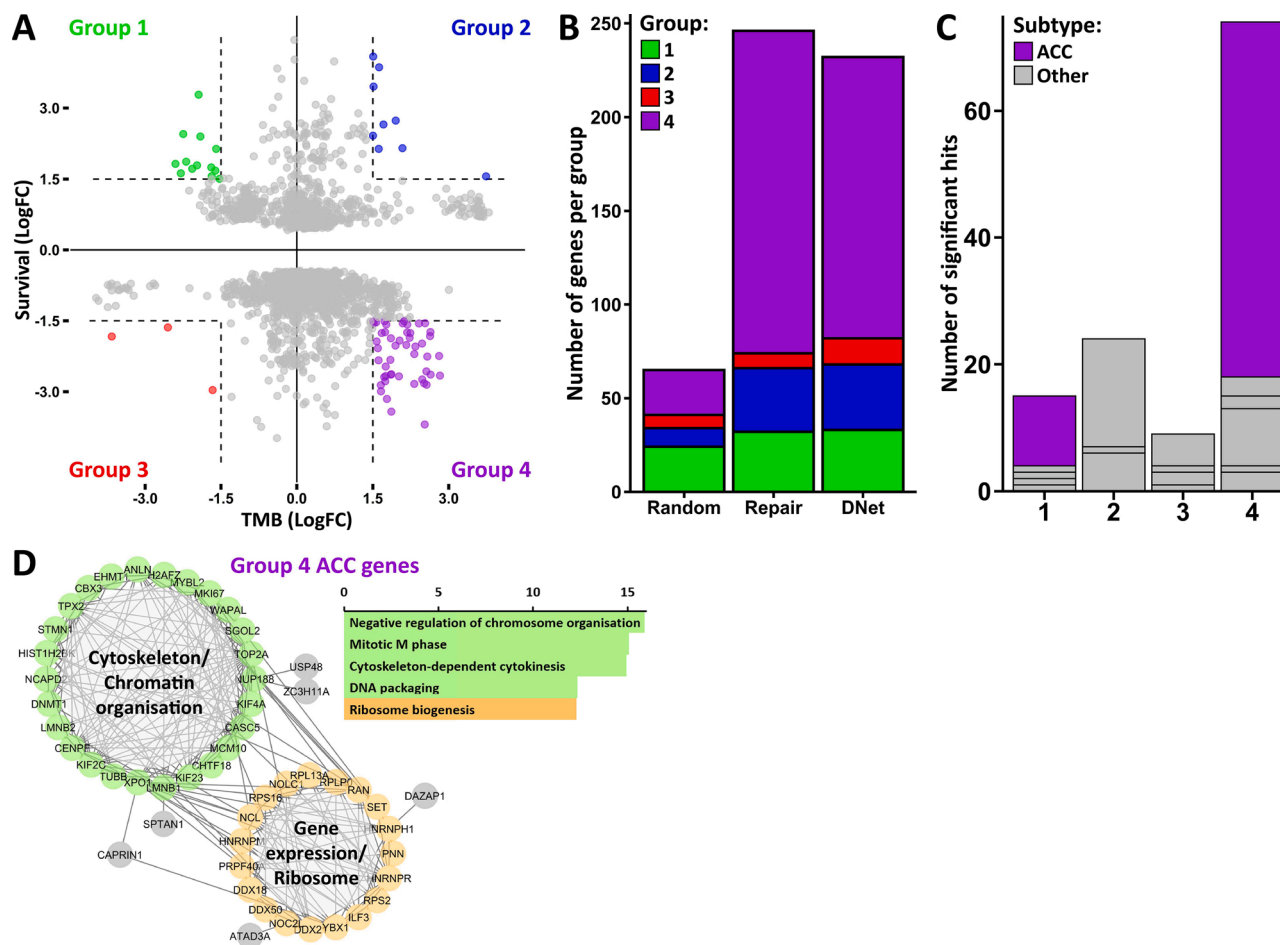 A
Group 1
Group 2
3.0
1.5
0.0
-1.5
-3.0
Survival (LogFC)
Group 3
Group 4
-3.0
-1.5
0.0
1.5
3.0
TMB (LogFC)
B
Group:
1
2
3
4
250
200
150
100
50
0
Number of genes per group
Random
Repair
DNet
C
Subtype:
ACC
Other
60
40
20
0
Number of significant hits
1
2
3
4
D
Group 4 ACC genes
0
5
10
15
Negative regulation of chromosome organisation
Mitotic M phase
Cytoskeleton-dependent cytokinesis
DNA packaging
Ribosome biogenesis
Cytoskeleton/
Chromatin
organisation
ANLN
H2AFZ
MYBL2
MKI67
WAPAL
SGOL2
TOP2A
NUP188
KIF4A
CASC5
MCM10
CHTF18
KIF23
LMNB1
XPO1
TUBB
KIF2C
CENPF
LMNB2
DNMT1
NCAPD
STMN1
TPX2
CBX3
EHMT1
USP48
ZC3H11A
SPTAN1
CAPRIN1
Gene
expression/
Ribosome
RPL13A
RAN
SET
HNRNPH1
PNN
RPS2
ILF3
YBX1
DDX21
NOC2L
DDX50
DDX18
PRPF40A
HNRNPM
NCL
RPS16
NOLC1
DAZAP1
ATAD3A